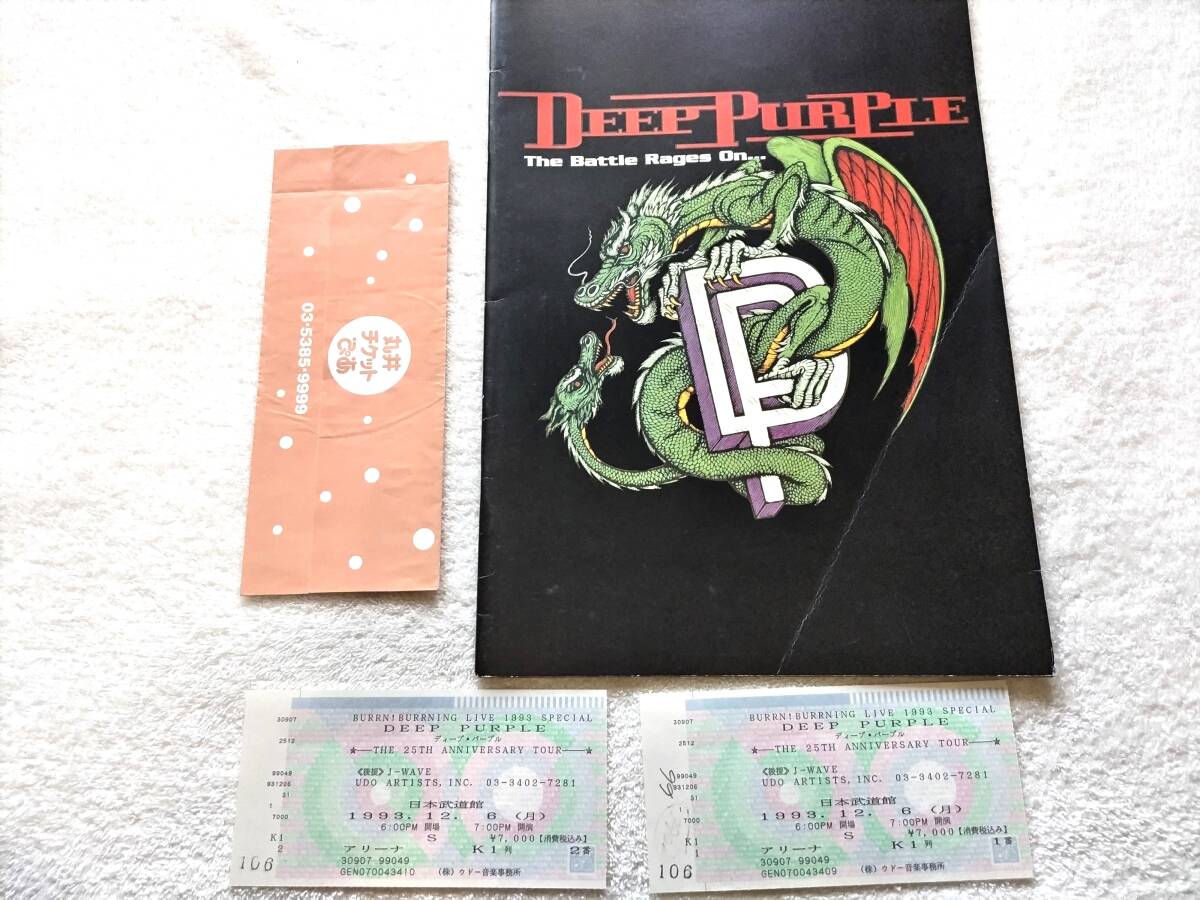 DEEP PURPLE
The Battle Rages On...
丸井
チケット
ぴあ
03・5385・9999
30907
2512
99049
931206
31
1
7000
K1
2
106
BURRN!BURRNING LIVE 1993 SPECIAL
DEEP PURPLE
ディープ・パープル
★──THE 25TH ANNIVERSARY TOUR──★
《後援》J-WAVE
UDO ARTISTS, INC. 03-3402-7281
日本武道館
1993. 12. 6 (月)
6:00PM 開場 7:00PM 開演
S ¥7,000【消費税込み】
アリーナ K1列 2番
30907 99049
GEN070043410 (株)ウドー音楽事務所
30907
2512
99049
931206
31
1
7000
K1
1
106
BURRN!BURRNING LIVE 1993 SPECIAL
DEEP PURPLE
ディープ・パープル
★──THE 25TH ANNIVERSARY TOUR──★
《後援》J-WAVE
UDO ARTISTS, INC. 03-3402-7281
日本武道館
1993. 12. 6 (月)
6:00PM 開場 7:00PM 開演
S ¥7,000【消費税込み】
アリーナ K1列 1番
30907 99049
GEN070043409 (株)ウドー音楽事務所